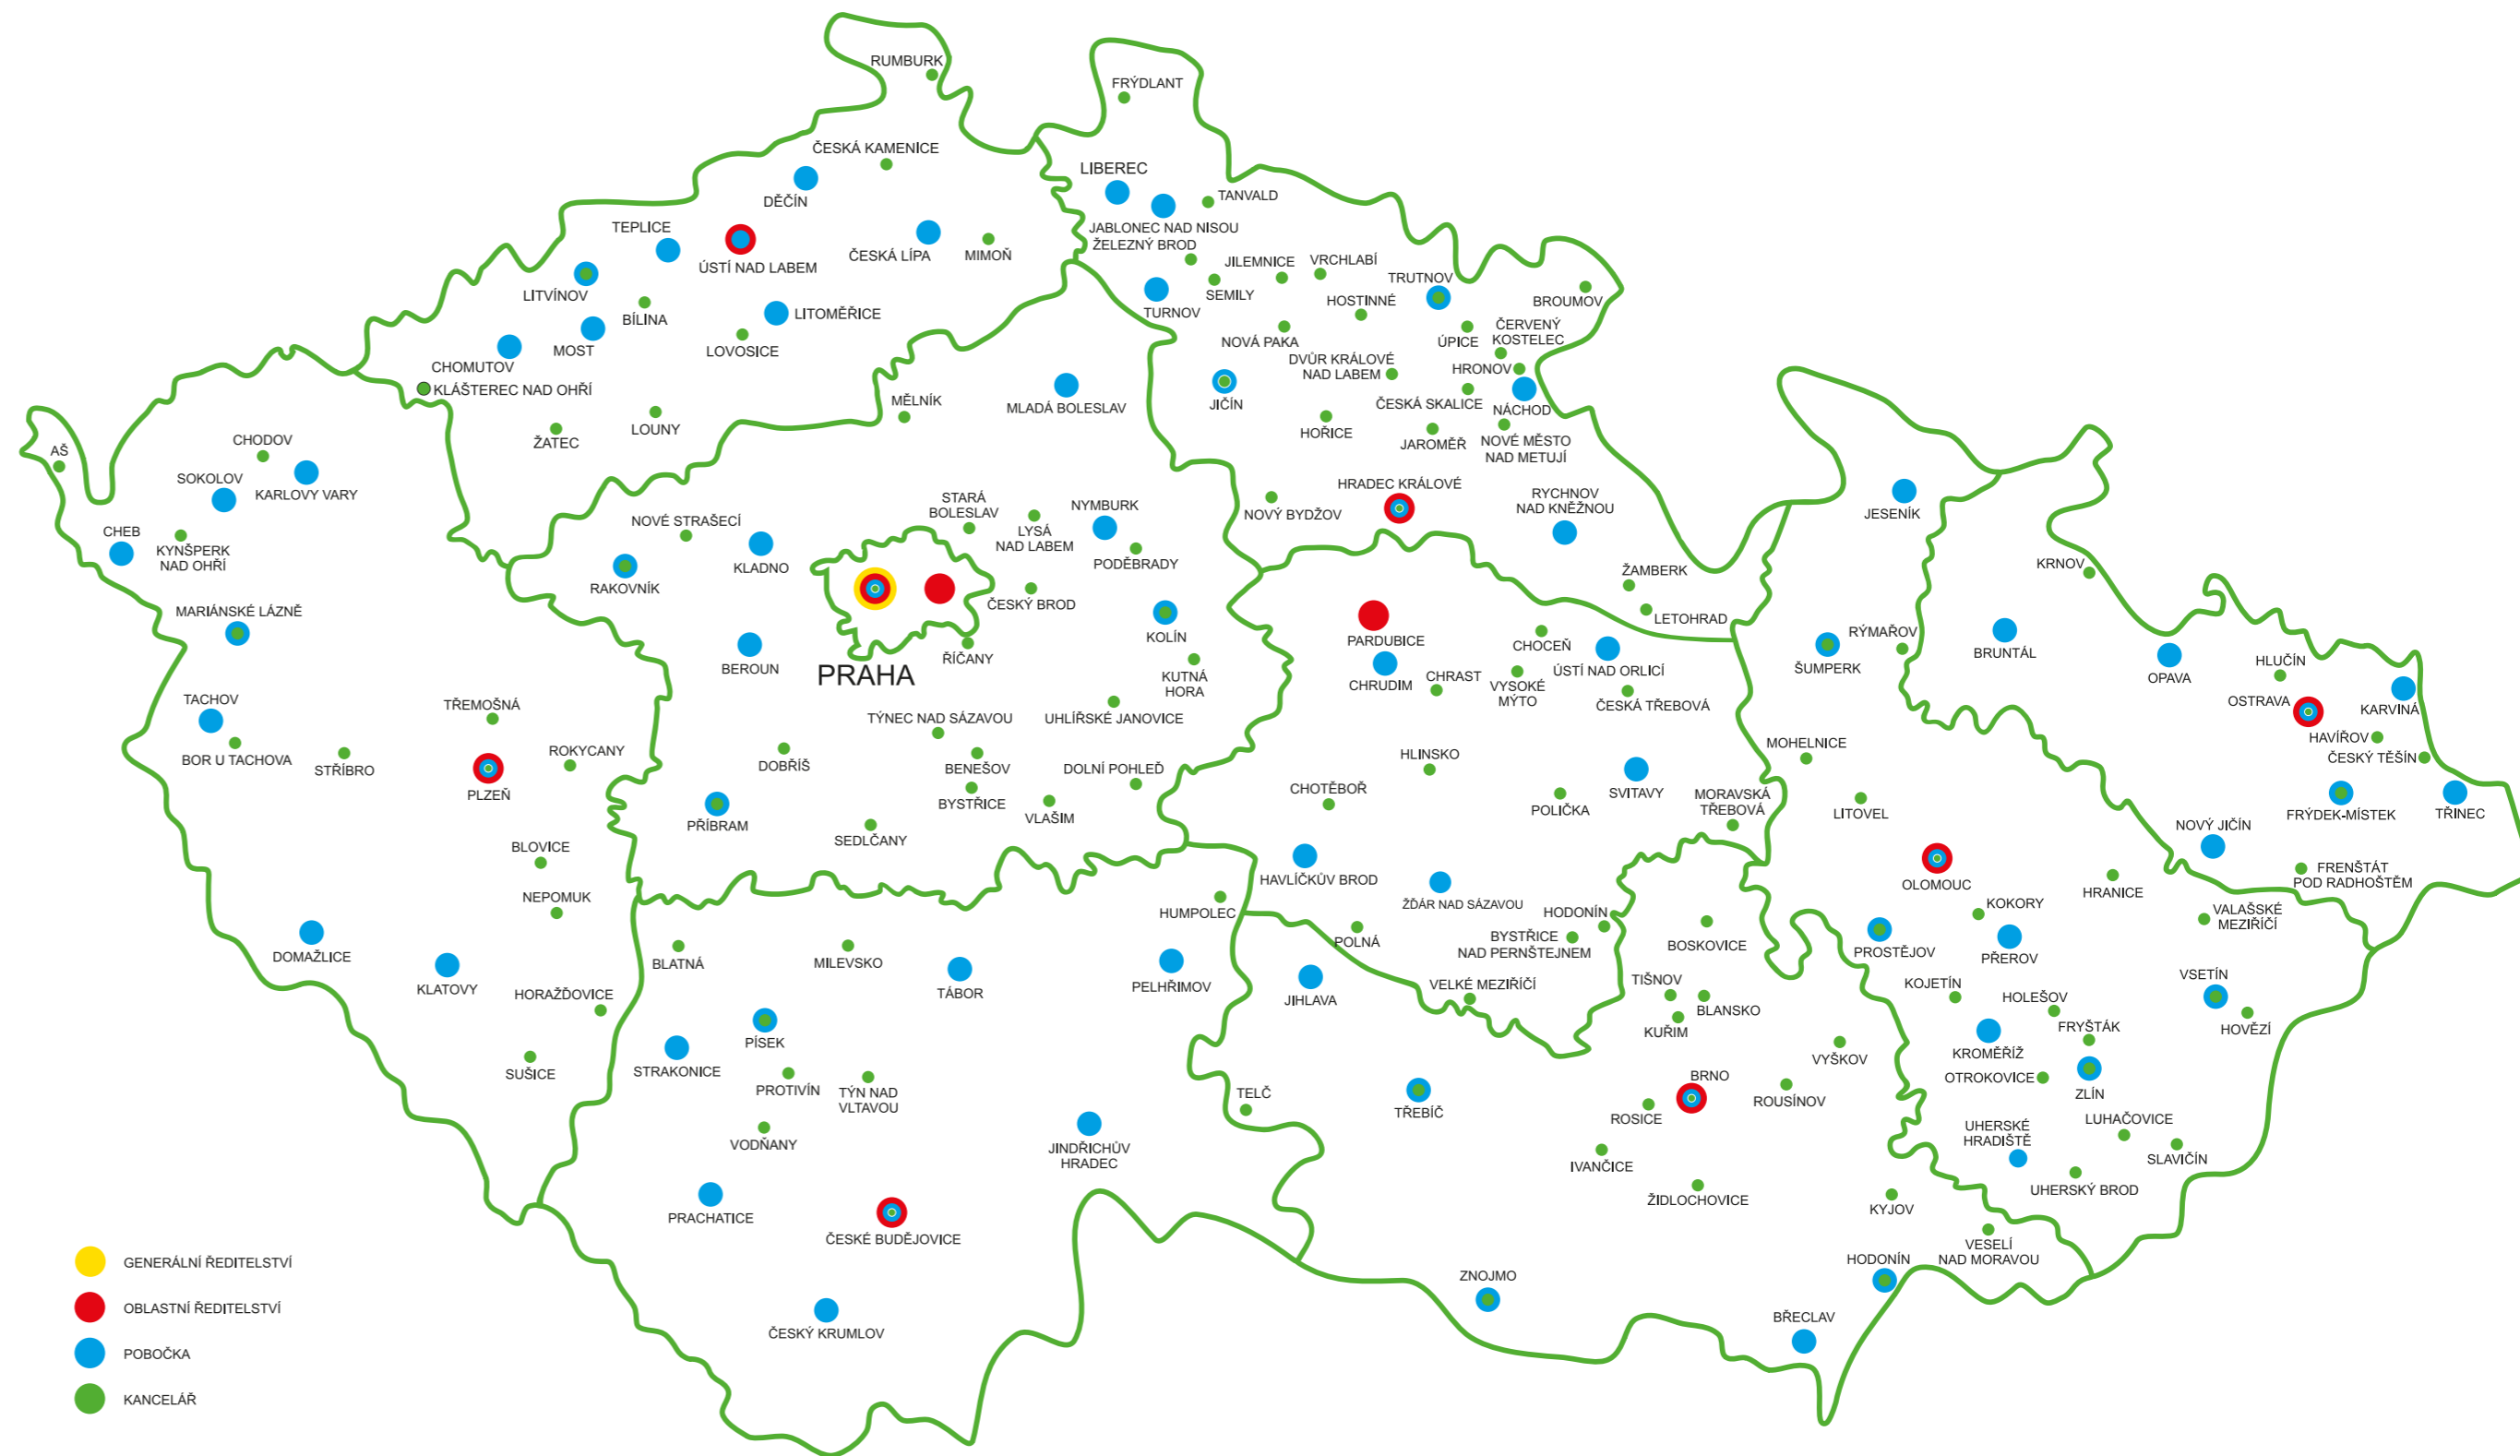 RUMBURK
FRÝDLANT
ČESKÁ KAMENICE
LIBEREC
DĚČÍN
TANVALD
TEPLICE
JABLONEC NAD NISOU
ŽELEZNÝ BROD
ČESKÁ LÍPA
MIMOŇ
ÚSTÍ NAD LABEM
JILEMNICE
VRCHLABÍ
TRUTNOV
LITVÍNOV
SEMILY
HOSTINNÉ
BROUMOV
BÍLINA
LITOMĚŘICE
TURNOV
ČERVENÝ
KOSTELEC
MOST
LOVOSICE
NOVÁ PAKA
ÚPICE
DVŮR KRÁLOVÉ
NAD LABEM
HRONOV
CHOMUTOV
KLÁŠTEREC NAD OHŘÍ
MĚLNÍK
MLADÁ BOLESLAV
JIČÍN
ČESKÁ SKALICE
NÁCHOD
ŽATEC
LOUNY
HOŘICE
JAROMĚŘ
NOVÉ MĚSTO
NAD METUJÍ
AŠ
CHODOV
SOKOLOV
KARLOVY VARY
HRADEC KRÁLOVÉ
RYCHNOV
NAD KNĚŽNOU
JESENÍK
STARÁ
BOLESLAV
NYMBURK
NOVÝ BYDŽOV
NOVÉ STRAŠECÍ
LYSÁ
NAD LABEM
CHEB
KYNŠPERK
NAD OHŘÍ
KLADNO
PODĚBRADY
KRNOV
RAKOVNÍK
ŽAMBERK
MARIÁNSKÉ LÁZNĚ
ČESKÝ BROD
LETOHRAD
KOLÍN
PARDUBICE
CHOCEŇ
RÝMAŘOV
BEROUN
PRAHA
ŘÍČANY
ÚSTÍ NAD ORLICÍ
ŠUMPERK
BRUNTÁL
HLUČÍN
KUTNÁ
HORA
CHRUDIM
CHRAST
VYSOKÉ
MÝTO
OPAVA
TACHOV
TŘEMOŠNÁ
TÝNEC NAD SÁZAVOU
UHLÍŘSKÉ JANOVICE
ČESKÁ TŘEBOVÁ
OSTRAVA
KARVINÁ
HAVÍŘOV
BOR U TACHOVA
STŘÍBRO
ROKYCANY
DOBŘÍŠ
BENEŠOV
DOLNÍ POHLEĎ
HLINSKO
MOHELNICE
ČESKÝ TĚŠÍN
PLZEŇ
CHOTĚBOŘ
SVITAVY
MORAVSKÁ
TŘEBOVÁ
BYSTŘICE
VLAŠIM
POLIČKA
LITOVEL
FRÝDEK-MÍSTEK
TŘINEC
PŘÍBRAM
SEDLČANY
NOVÝ JIČÍN
BLOVICE
HAVLÍČKŮV BROD
OLOMOUC
HRANICE
FRENŠTÁT
POD RADHOŠTĚM
NEPOMUK
HUMPOLEC
ŽĎÁR NAD SÁZAVOU
HODONÍN
KOKORY
VALAŠSKÉ
MEZIŘÍČÍ
DOMAŽLICE
POLNÁ
BYSTŘICE
NAD PERNŠTEJNEM
BOSKOVICE
PROSTĚJOV
PŘEROV
BLATNÁ
MILEVSKO
KLATOVY
TÁBOR
PELHŘIMOV
JIHLAVA
VELKÉ MEZIŘÍČÍ
TIŠNOV
KOJETÍN
VSETÍN
HORAŽĎOVICE
BLANSKO
HOLEŠOV
KUŘIM
FRYŠTÁK
HOVĚZÍ
PÍSEK
KROMĚŘÍŽ
SUŠICE
STRAKONICE
VYŠKOV
PROTIVÍN
TÝN NAD
VLTAVOU
TELČ
TŘEBÍČ
BRNO
OTROKOVICE
ZLÍN
ROSICE
ROUSÍNOV
VODŇANY
JINDŘICHŮV
HRADEC
UHERSKÉ
HRADIŠTĚ
LUHAČOVICE
IVANČICE
SLAVIČÍN
UHERSKÝ BROD
ŽIDLOCHOVICE
PRACHATICE
KYJOV
ČESKÉ BUDĚJOVICE
VESELÍ
NAD MORAVOU
HODONÍN
ZNOJMO
BŘECLAV
ČESKÝ KRUMLOV
GENERÁLNÍ ŘEDITELSTVÍ
OBLASTNÍ ŘEDITELSTVÍ
POBOČKA
KANCELÁŘ